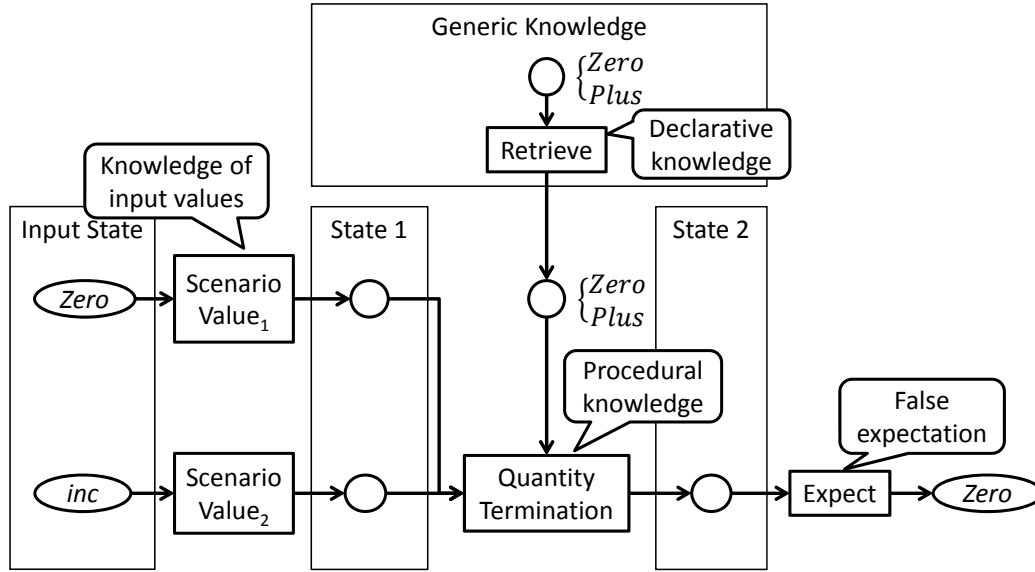 Generic Knowledge
Zero
Plus
Retrieve
Declarative
knowledge
Knowledge of
input values
Input State
State 1
State 2
Zero
Scenario
Value1
Zero
Plus
Procedural
knowledge
False
expectation
inc
Scenario
Value2
Quantity
Termination
Expect
Zero